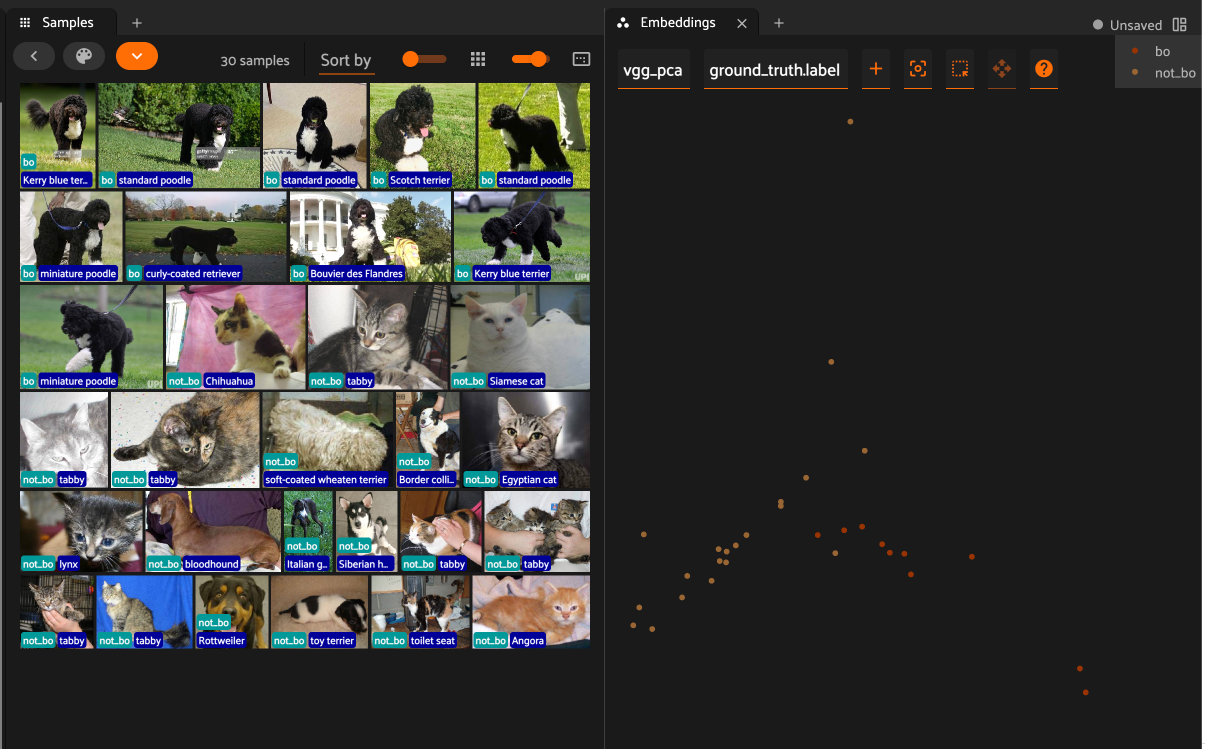 Samples
Embeddings
Unsaved
30 samples
Sort by
vgg_pca
ground_truth.label
bo
not_bo
bo
Kerry blue ter...
bo standard poodle
bo standard poodle
bo Scotch terrier
bo standard poodle
bo miniature poodle
bo curly-coated retriever
bo Bouvier des Flandres
bo Kerry blue terrier
UPI
bo miniature poodle
UPI
not_bo Chihuahua
not_bo tabby
not_bo Siamese cat
not_bo tabby
not_bo tabby
not_bo
soft-coated wheaten terrier
not_bo
Border colli...
not_bo Egyptian cat
not_bo lynx
not_bo bloodhound
not_bo
Italian g...
not_bo
Siberian h...
not_bo tabby
not_bo tabby
not_bo tabby
not_bo tabby
not_bo
Rottweiler
not_bo toy terrier
not_bo toilet seat
not_bo Angora